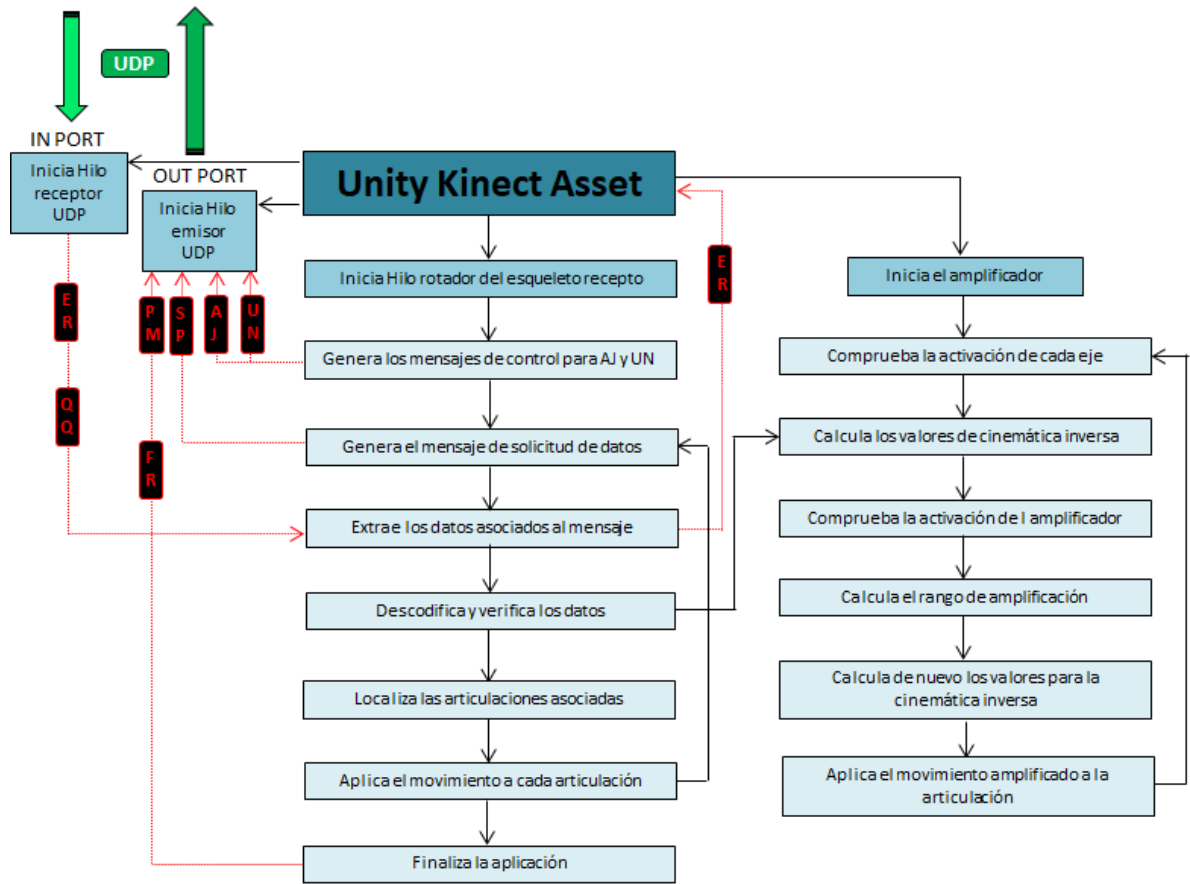 UDP
IN PORT
Inicia Hilo
receptor
UDP
OUT PORT
Inicia Hilo
emisor
UDP
Unity Kinect Asset
Inicia Hilo rotador del esqueleto recepto
Inicia el amplificador
E
R
P
M
S
P
A
J
U
N
E
R
Genera los mensajes de control para AJ y UN
Comprueba la activación de cada eje
Q
Q
F
R
Genera el mensaje de solicitud de datos
Calcula los valores de cinemática inversa
Extrae los datos asociados al mensaje
Comprueba la activación de l amplificador
Descodifica y verifica los datos
Calcula el rango de amplificación
Localiza las articulaciones asociadas
Calcula de nuevo los valores para la
cinemática inversa
Aplica el movimiento a cada articulación
Aplica el movimiento amplificado a la
articulación
Finaliza la aplicación